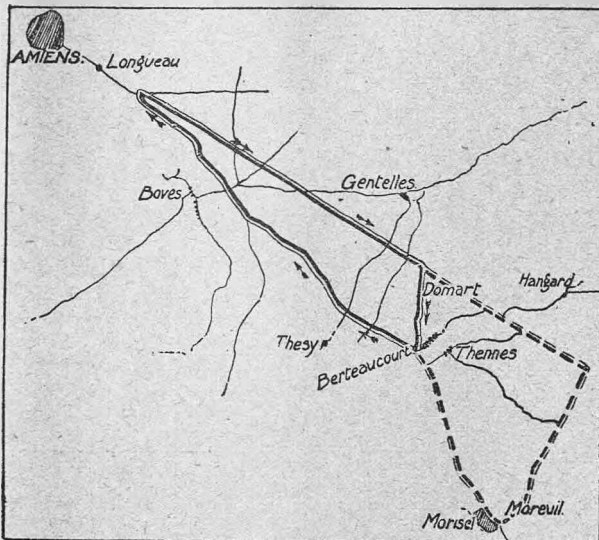 AMIENS:
Longueau
Boves
Gentelles
Domart
Hangard
Thesy
Berteaucourt
Thennes
Morisel
Moreuil.